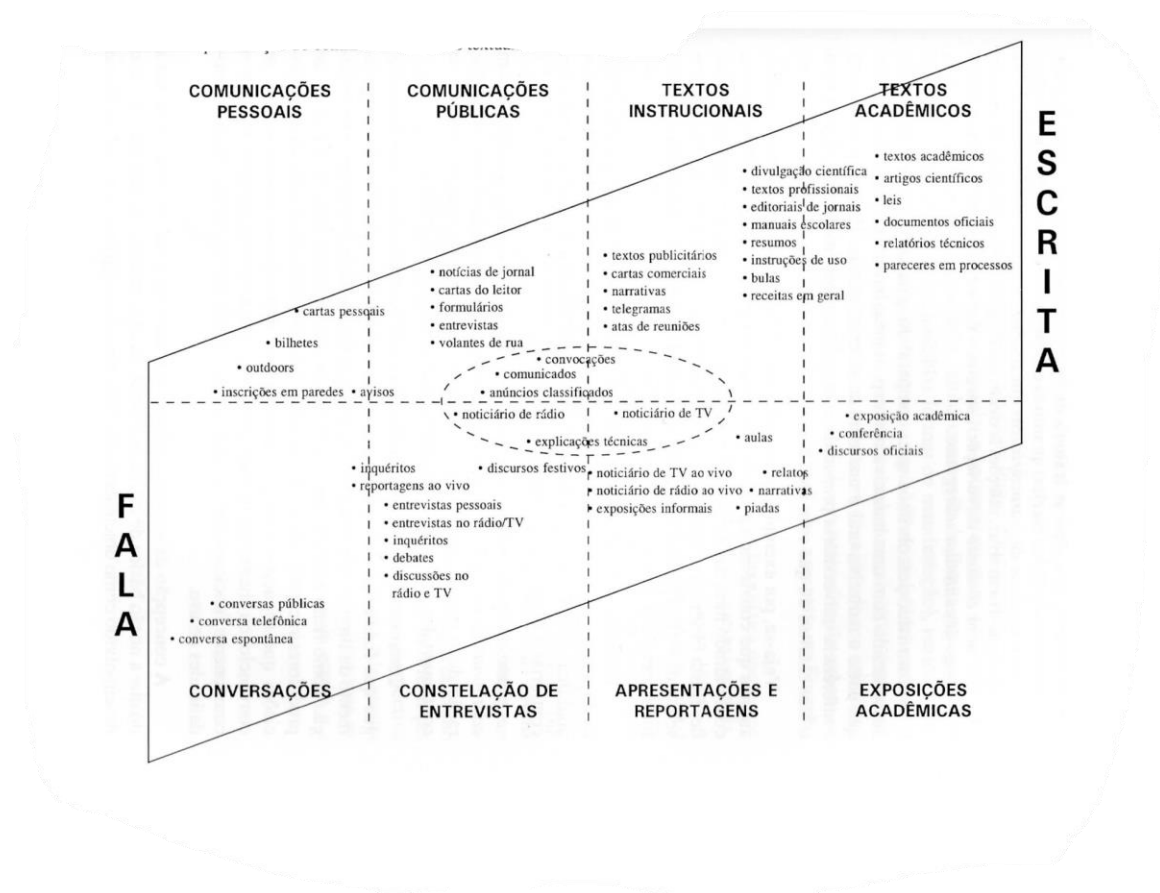 COMUNICAÇÕES
PESSOAIS
COMUNICAÇÕES
PÚBLICAS
TEXTOS
INSTRUCIONAIS
TEXTOS
ACADÊMICOS
ESCRITA
• cartas pessoais
• bilhetes
• outdoors
• inscrições em paredes
• avisos
• notícias de jornal
• cartas do leitor
• formulários
• entrevistas
• volantes de rua
• convocações
• comunicados
• anúncios classificados
• textos publicitários
• cartas comerciais
• narrativas
• telegramas
• atas de reuniões
• divulgação científica
• textos profissionais
• editoriais de jornais
• manuais escolares
• resumos
• instruções de uso
• bulas
• receitas em geral
• textos acadêmicos
• artigos científicos
• leis
• documentos oficiais
• relatórios técnicos
• pareceres em processos
FALA
• noticiário de rádio
• noticiário de TV
• explicações técnicas
• inquéritos
• reportagens ao vivo
• discursos festivos
• entrevistas pessoais
• entrevistas no rádio/TV
• inquéritos
• debates
• discussões no
rádio e TV
• conversas públicas
• conversa telefônica
• conversa espontânea
• aulas
• noticiário de TV ao vivo
• relatos
• noticiário de rádio ao vivo
• narrativas
• exposições informais
• piadas
• exposição acadêmica
• conferência
• discursos oficiais
CONVERSAÇÕES
CONSTELAÇÃO DE
ENTREVISTAS
APRESENTAÇÕES E
REPORTAGENS
EXPOSIÇÕES
ACADÊMICAS